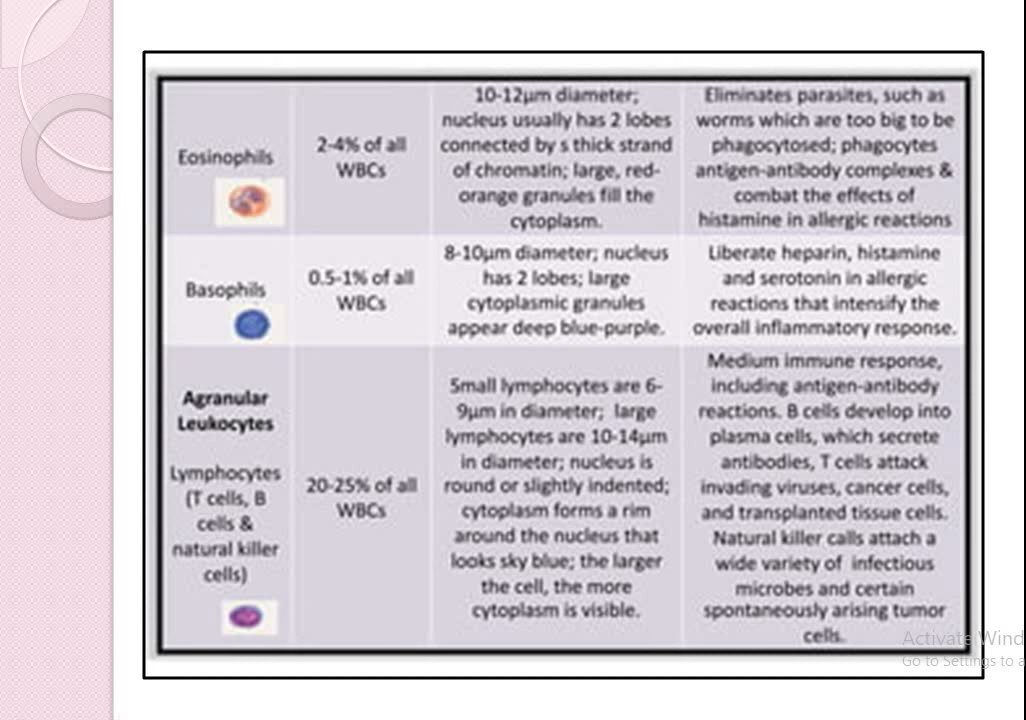 Eosinophils
2-4% of all
WBCs
10-12µm diameter;
nucleus usually has 2 lobes
connected by s thick strand
of chromatin; large, red-
orange granules fill the
cytoplasm.
Eliminates parasites, such as
worms which are too big to be
phagocytosed; phagocytes
antigen-antibody complexes &
combat the effects of
histamine in allergic reactions
Basophils
0.5-1% of all
WBCs
8-10µm diameter; nucleus
has 2 lobes; large
cytoplasmic granules
appear deep blue-purple.
Liberate heparin, histamine
and serotonin in allergic
reactions that intensify the
overall inflammatory response.
Agranular
Leukocytes
Lymphocytes
(T cells, B
cells &
natural killer
cells)
20-25% of all
WBCs
Small lymphocytes are 6-
9µm in diameter; large
lymphocytes are 10-14µm
in diameter; nucleus is
round or slightly indented;
cytoplasm forms a rim
around the nucleus that
looks sky blue; the larger
the cell, the more
cytoplasm is visible.
Medium immune response,
including antigen-antibody
reactions. B cells develop into
plasma cells, which secrete
antibodies, T cells attack
invading viruses, cancer cells,
and transplanted tissue cells.
Natural killer calls attach a
wide variety of infectious
microbes and certain
spontaneously arising tumor
cells.
Activate Wind
Go to Settings to a